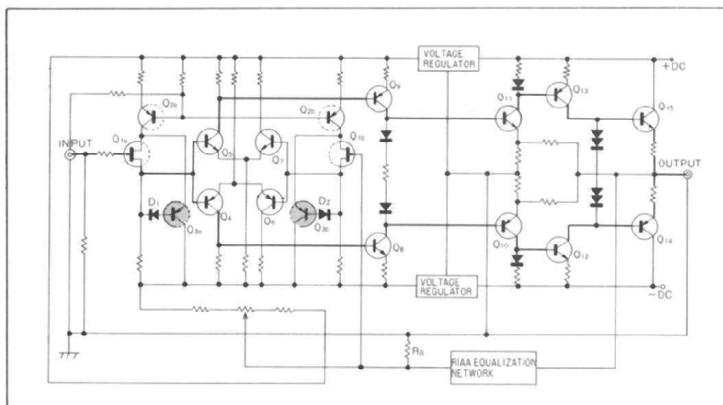 VOLTAGE
REGULATOR
+DC
Q2a
Q2b
Q9
Q11
Q13
Q15
INPUT
Q1a
Q5
Q7
Q1b
OUTPUT
D1
Q3a
Q4
Q6
D2
Q3b
Q8
Q10
Q12
Q14
VOLTAGE
REGULATOR
-DC
RIAA EQUALIZATION
NETWORK